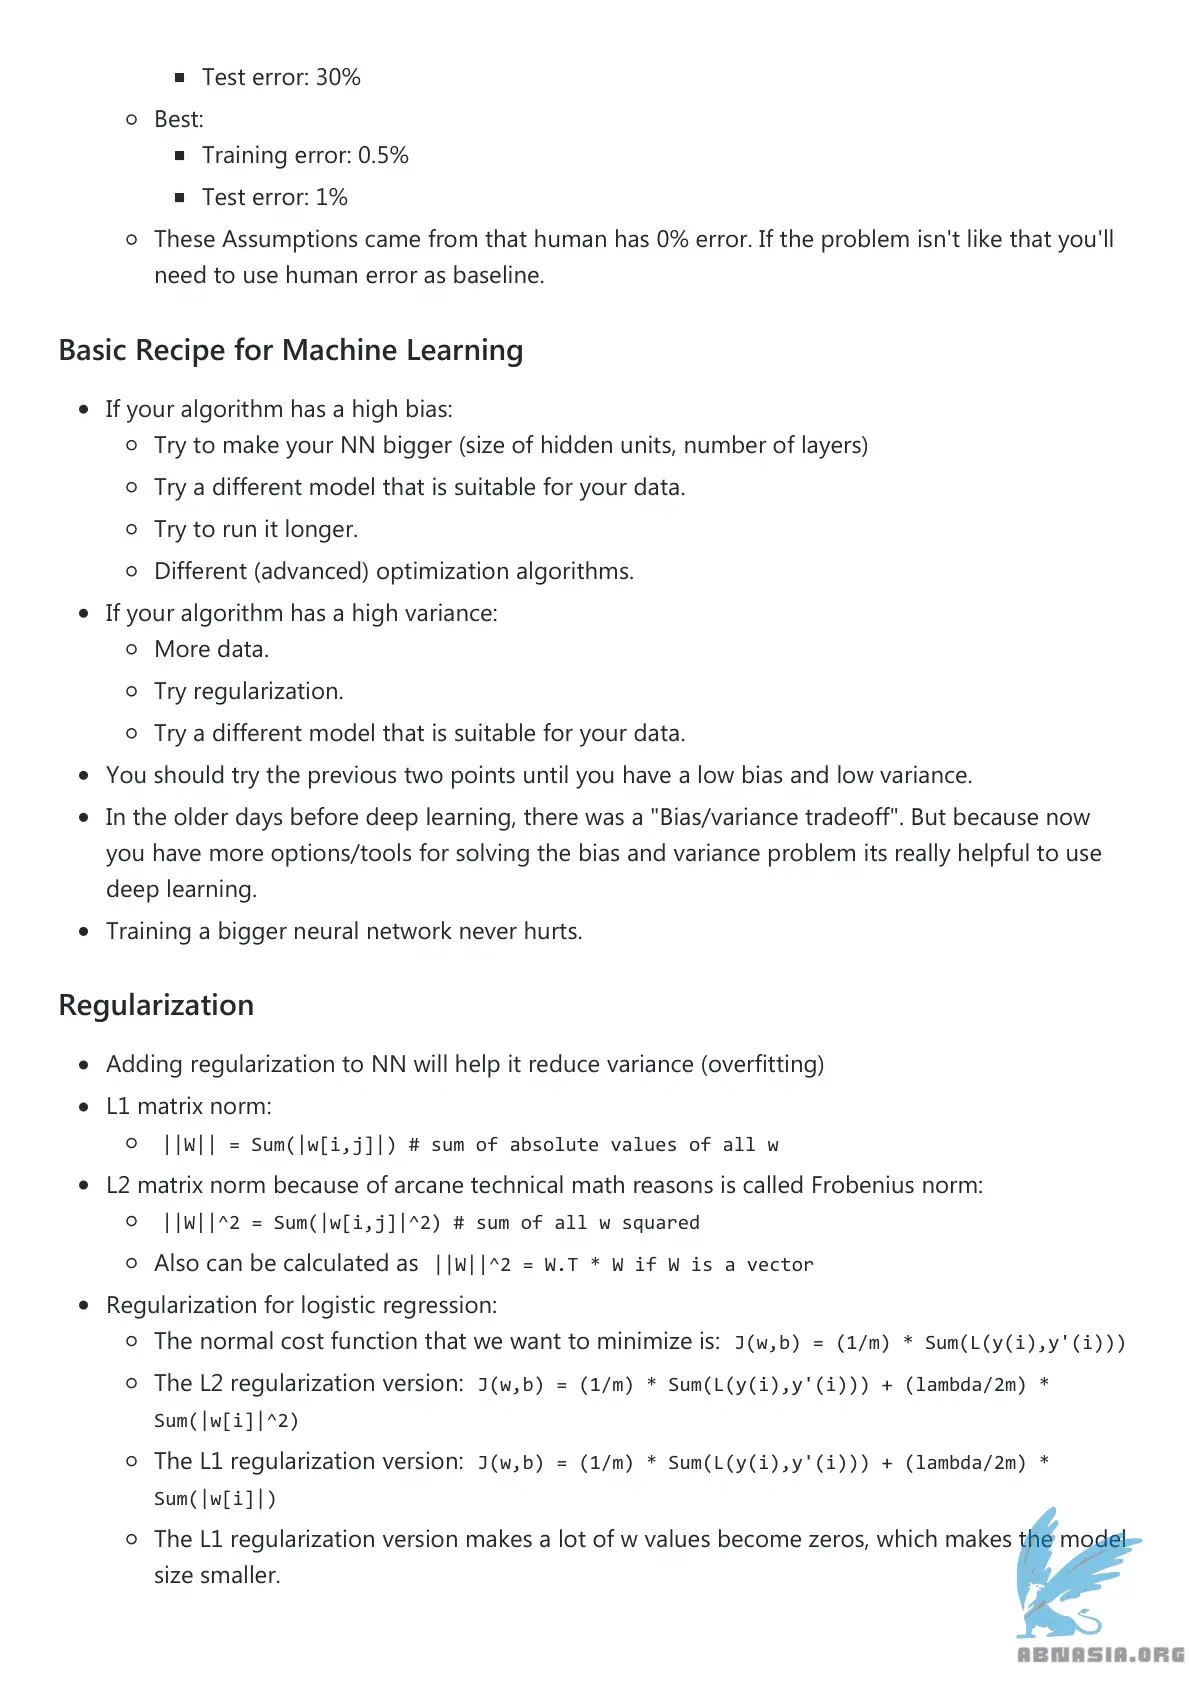 Test error: 30%
Best:
Training error: 0.5%
Test error: 1%
These Assumptions came from that human has 0% error. If the problem isn't like that you'll
need to use human error as baseline.
Basic Recipe for Machine Learning
If your algorithm has a high bias:
Try to make your NN bigger (size of hidden units, number of layers)
Try a different model that is suitable for your data.
Try to run it longer.
Different (advanced) optimization algorithms.
If your algorithm has a high variance:
More data.
Try regularization.
Try a different model that is suitable for your data.
You should try the previous two points until you have a low bias and low variance.
In the older days before deep learning, there was a "Bias/variance tradeoff". But because now
you have more options/tools for solving the bias and variance problem its really helpful to use
deep learning.
Training a bigger neural network never hurts.
Regularization
Adding regularization to NN will help it reduce variance (overfitting)
L1 matrix norm:
||W|| = Sum(|w[i,j]|) # sum of absolute values of all w
L2 matrix norm because of arcane technical math reasons is called Frobenius norm:
||W||^2 = Sum(|w[i,j]|^2) # sum of all w squared
Also can be calculated as ||W||^2 = W.T * W if W is a vector
Regularization for logistic regression:
The normal cost function that we want to minimize is: J(w,b) = (1/m) * Sum(L(y(i),y'(i)))
The L2 regularization version: J(w,b) = (1/m) * Sum(L(y(i),y'(i))) + (lambda/2m) *
Sum(|w[i]|^2)
The L1 regularization version: J(w,b) = (1/m) * Sum(L(y(i),y'(i))) + (lambda/2m) *
Sum(|w[i]|)
The L1 regularization version makes a lot of w values become zeros, which makes the model
size smaller.
ABNASIA.ORG